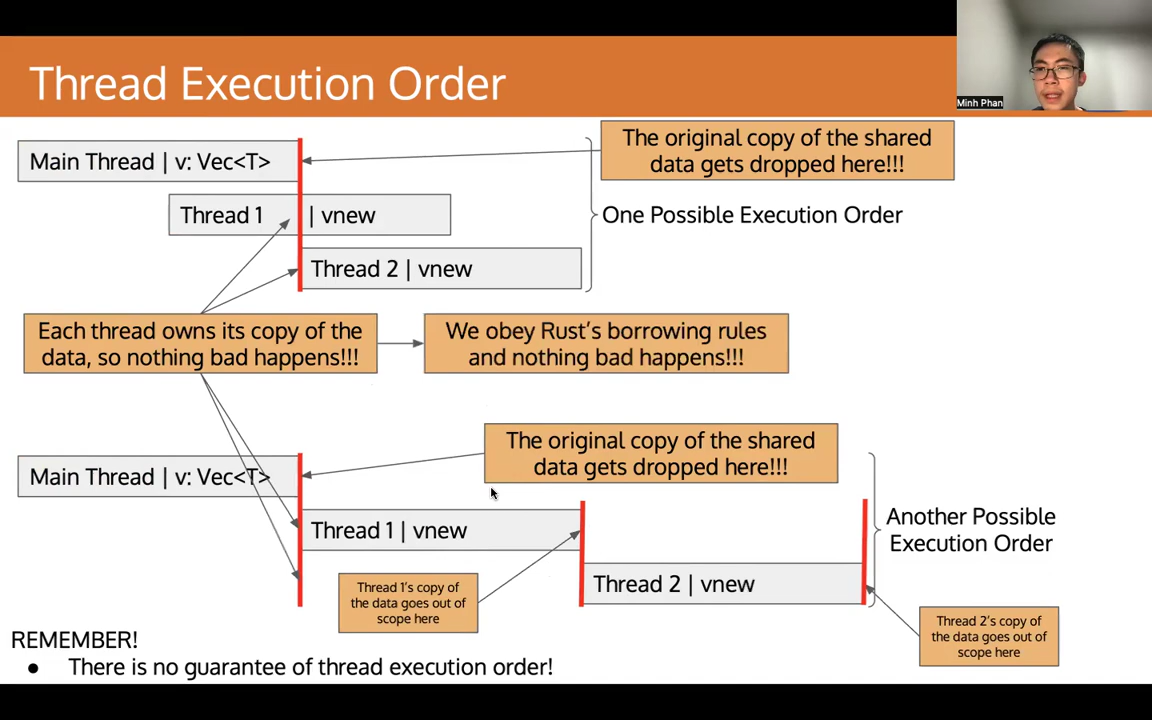 Thread Execution Order
Minh Phan
The original copy of the shared
data gets dropped here!!!
Main Thread | v: Vec<T>
Thread 1 | vnew
One Possible Execution Order
Thread 2 | vnew
Each thread owns its copy of the
data, so nothing bad happens!!!
We obey Rust's borrowing rules
and nothing bad happens!!!
The original copy of the shared
data gets dropped here!!!
Main Thread | v: Vec<T>
Thread 1 | vnew
Another Possible
Execution Order
Thread 1's copy of
the data goes out of
scope here
Thread 2 | vnew
Thread 2's copy of
the data goes out of
scope here
REMEMBER!
● There is no guarantee of thread execution order!